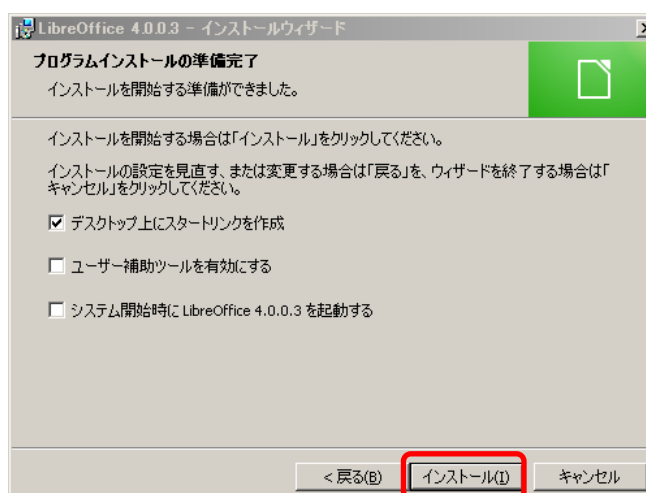 LibreOffice 4.0.0.3 - インストールウィザード
プログラムインストールの準備完了
インストールを開始する準備ができました。
インストールを開始する場合は「インストール」をクリックしてください。
インストールの設定を見直す、または変更する場合は「戻る」を、ウィザードを終了する場合は「
キャンセル」をクリックしてください。
デスクトップ上にスタートリンクを作成
ユーザー補助ツールを有効にする
システム開始時に LibreOffice 4.0.0.3 を起動する
< 戻る(B) インストール(I) キャンセル